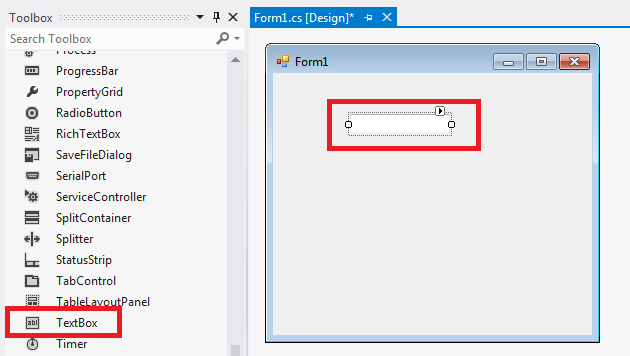 Toolbox
Search Toolbox
Process
ProgressBar
PropertyGrid
RadioButton
RichTextBox
SaveFileDialog
SerialPort
ServiceController
SplitContainer
Splitter
StatusStrip
TabControl
TableLayoutPanel
abl TextBox
Timer
Form1.cs [Design]*
Form1